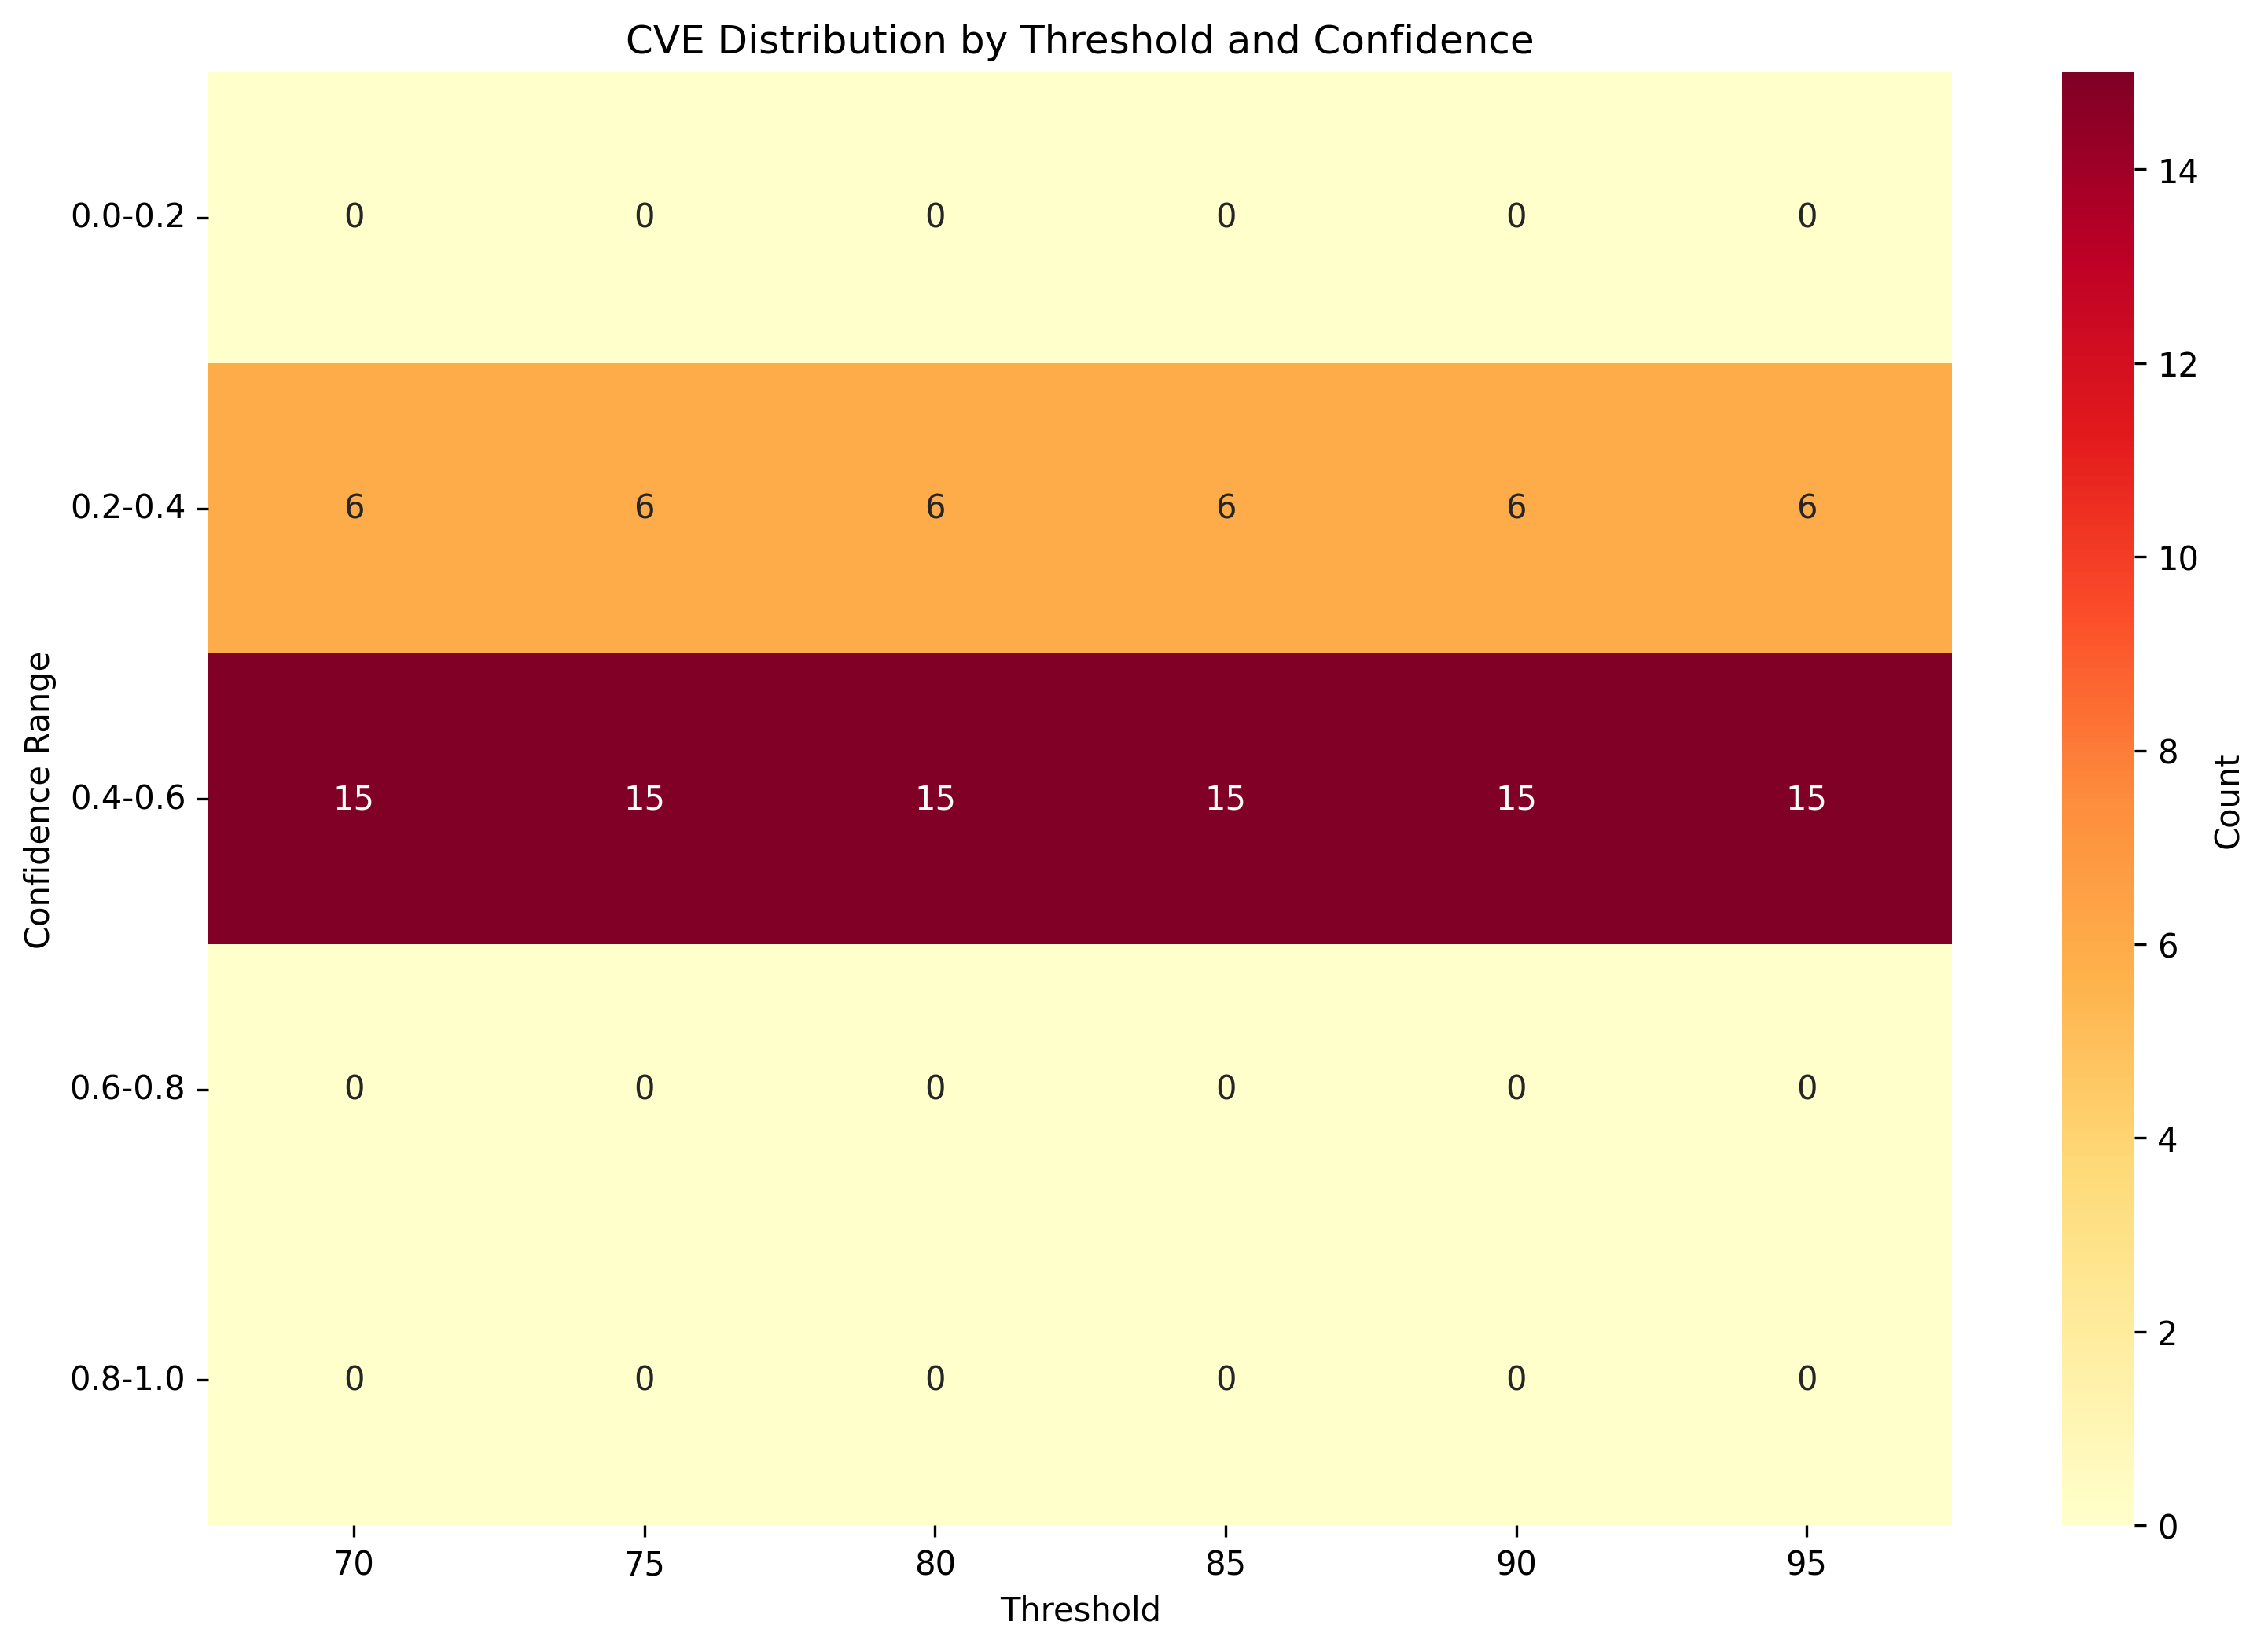 CVE Distribution by Threshold and Confidence
Confidence Range
0.0-0.2 0 0 0 0 0 0
0.2-0.4 6 6 6 6 6 6
0.4-0.6 15 15 15 15 15 15
0.6-0.8 0 0 0 0 0 0
0.8-1.0 0 0 0 0 0 0
70 75 80 85 90 95
Threshold
14
12
10
8
6
4
2
0
Count